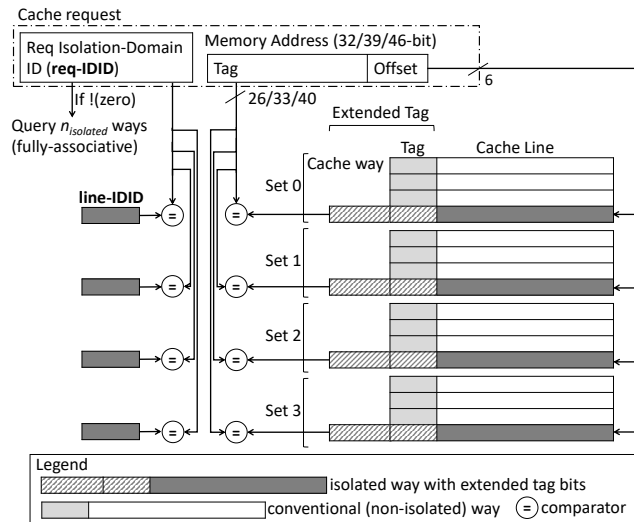 Cache request
Req Isolation-Domain
ID (req-IDID)
Memory Address (32/39/46-bit)
Tag
Offset
6
If !(zero)
26/33/40
Query n_isolated ways
(fully-associative)
Extended Tag
Tag
Cache Line
Cache way
Set 0
line-IDID
=
=
Set 1
=
=
Set 2
=
=
Set 3
=
=
Legend
isolated way with extended tag bits
conventional (non-isolated) way
= comparator